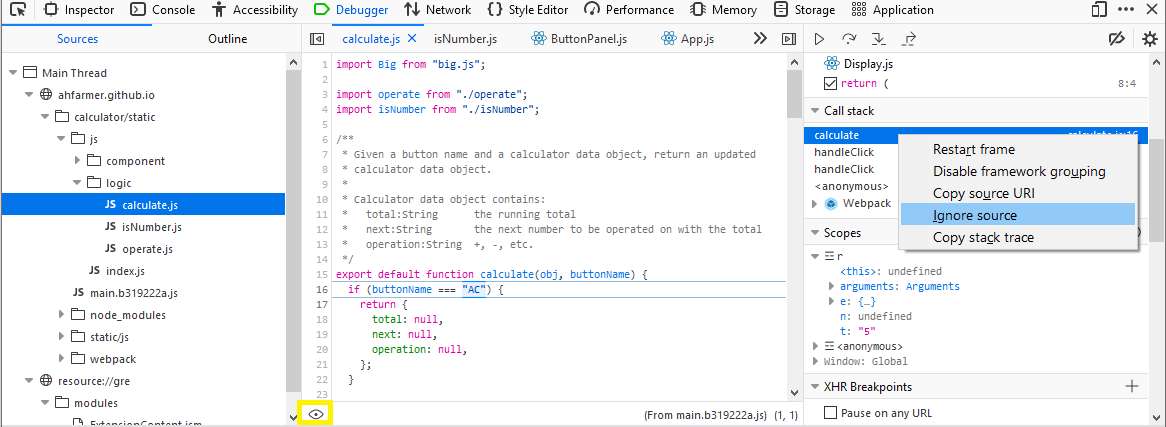 Inspector Console Debugger Network Style Editor Performance Memory Storage Application
Sources Outline
Main Thread
ahfarmer.github.io
calculator/static
js
component
logic
JS calculate.js
JS isNumber.js
JS operate.js
JS index.js
JS main.b319222a.js
node_modules
static/js
webpack
resource://gre
modules
ExtensionContent.jsm
calculate.js isNumber.js ButtonPanel.js App.js
1 import Big from "big.js";
2
3 import operate from "./operate";
4 import isNumber from "./isNumber";
5
6 /**
7 * Given a button name and a calculator data object, return an updated
8 * calculator data object.
9 *
10 * Calculator data object contains:
11 * total:String the running total
12 * next:String the next number to be operated on with the total
13 * operation:String +, -, etc.
14 */
15 export default function calculate(obj, buttonName) {
16 if (buttonName === "AC") {
17 return {
18 total: null,
19 next: null,
20 operation: null,
21 };
22 }
23
(From main.b319222a.js) (1, 1)
Display.js
return ( 8:4
Call stack
calculate
handleClick
handleClick
<anonymous>
Webpack
Restart frame
Disable framework grouping
Copy source URI
Ignore source
Copy stack trace
Scopes
r
<this>: undefined
arguments: Arguments
e: {…}
n: undefined
t: "5"
<anonymous>
Window: Global
XHR Breakpoints
Pause on any URL